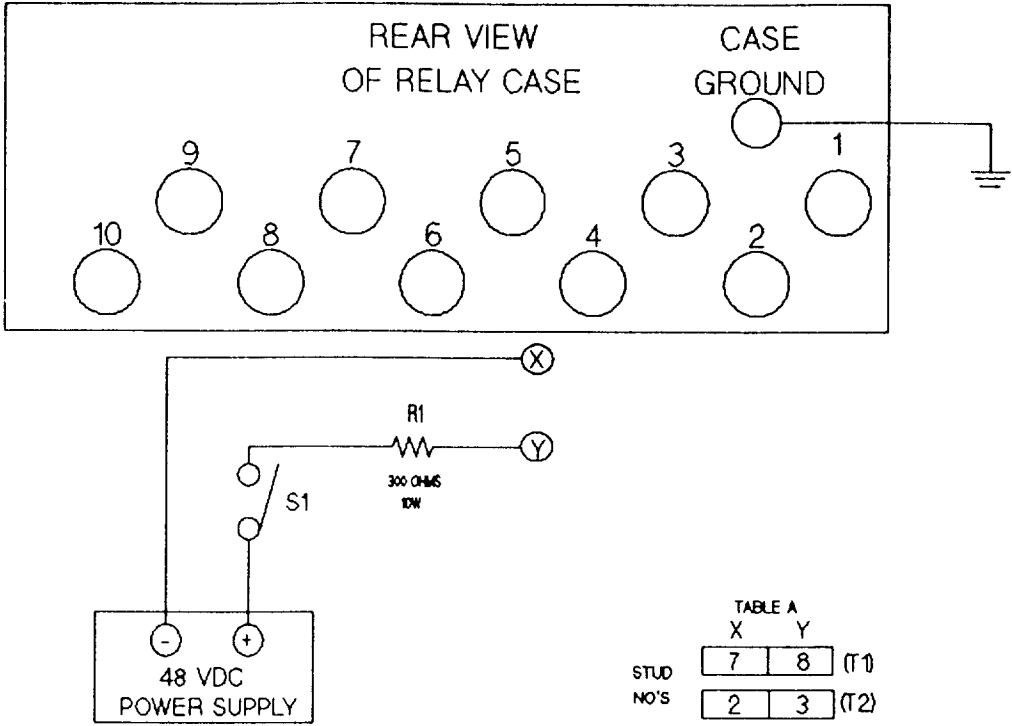 REAR VIEW
OF RELAY CASE
CASE
GROUND
9 7 5 3 1
10 8 6 4 2
X
R1
Y
300 OHMS
10W
S1
- +
48 VDC
POWER SUPPLY
TABLE A
X Y
STUD
NO'S
7 8 (T1)
2 3 (T2)